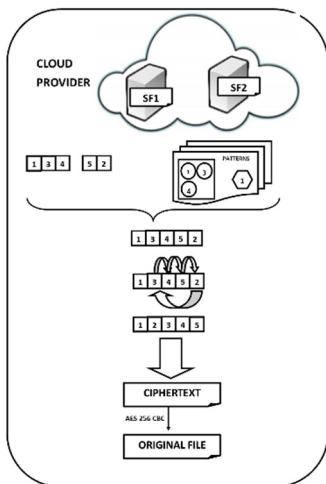 CLOUD
PROVIDER
SF1
SF2
1 3 4 5 2
PATTERNS
1 3
4
1
1 3 4 5 2
1 3 4 5 2
1 2 3 4 5
CIPHERTEXT
AES 256 CBC
ORIGINAL FILE